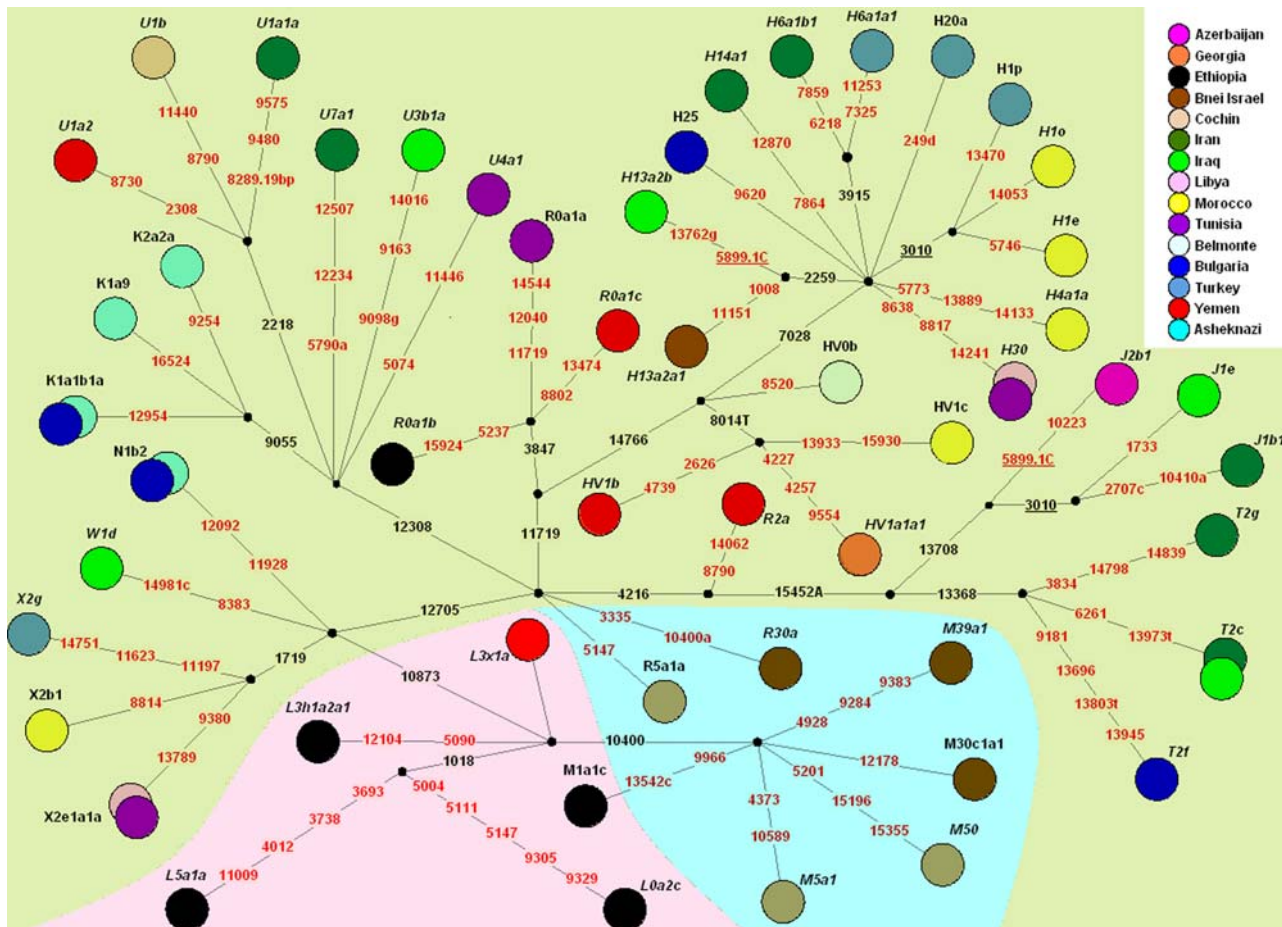 U1b
U1a1a
U1a2
11440
9575
9480
8790
8289.19bp
8730
2308
U7a1
U3b1a
U4a1
12507
14016
9163
12234
11446
9098g
5790a
5074
2218
K2a2a
K1a9
9254
16524
K1a1b1a
12954
9055
N1b2
12092
11928
12308
R0a1a
14544
12040
11719
R0a1c
13474
8802
R0a1b
15924
5237
3847
11719
14766
H6a1b1
H6a1a1
H20a
H14a1
H1p
H25
H1o
7859
11253
6218
7325
12870
249d
13470
14053
9620
7864
3915
H13a2b
13762g
5899.1C
2259
3010
5746
H1e
1008
11151
5773
13889
8638
14133
H4a1a
8817
14241
H13a2a1
7028
HV0b
8520
H30
8014T
J2b1
J1e
HV1c
13933
15930
10223
1733
J1b1
2626
4227
5899.1C
4739
4257
3010
2707c
10410a
HV1b
9554
R2a
HV1a1a1
14062
8790
13708
T2g
14839
14798
3834
4216
15452A
13368
6261
13973t
T2c
9181
13696
13803t
13945
T2f
W1d
14981c
8383
X2g
14751
11623
11197
12705
1719
X2b1
8814
9380
13789
X2e1a1a
10873
L3x1a
3335
10400a
R30a
M39a1
5147
R5a1a
9383
9284
4928
L3h1a2a1
12104
5090
10400
1018
M1a1c
13542c
9966
12178
M30c1a1
5201
15196
15355
M50
4373
10589
M5a1
3693
5004
3738
5111
4012
5147
11009
9305
9329
L5a1a
L0a2c
Azerbaijan
Georgia
Ethiopia
Bnei Israel
Cochin
Iran
Iraq
Libya
Morocco
Tunisia
Belmonte
Bulgaria
Turkey
Yemen
Asheknazi